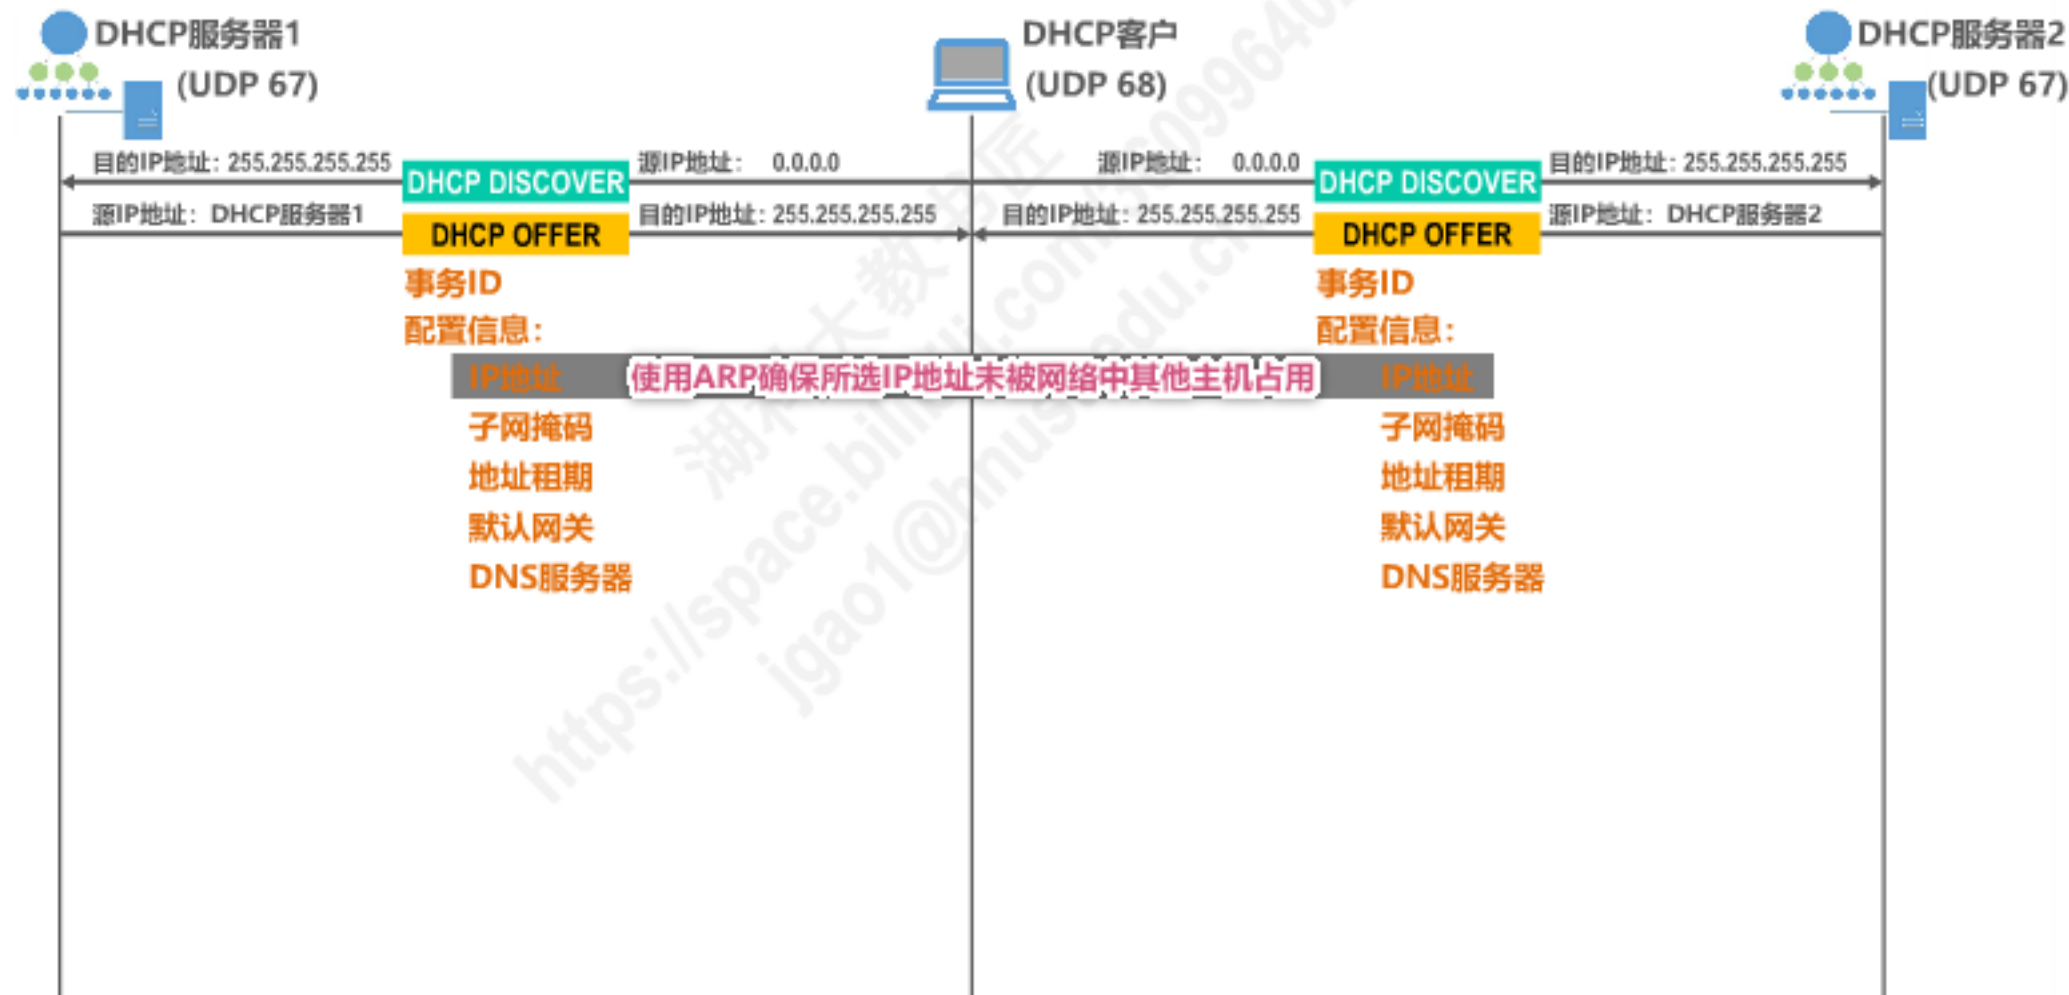 DHCP服务器1
(UDP 67)
DHCP客户
(UDP 68)
DHCP服务器2
(UDP 67)
目的IP地址：255.255.255.255
DHCP DISCOVER
源IP地址： 0.0.0.0
源IP地址： 0.0.0.0
DHCP DISCOVER
目的IP地址：255.255.255.255
源IP地址：DHCP服务器1
DHCP OFFER
目的IP地址：255.255.255.255
目的IP地址：255.255.255.255
DHCP OFFER
源IP地址：DHCP服务器2
事务ID
配置信息：
IP地址
子网掩码
地址租期
默认网关
DNS服务器
使用ARP确保所选IP地址未被网络中其他主机占用
事务ID
配置信息：
IP地址
子网掩码
地址租期
默认网关
DNS服务器